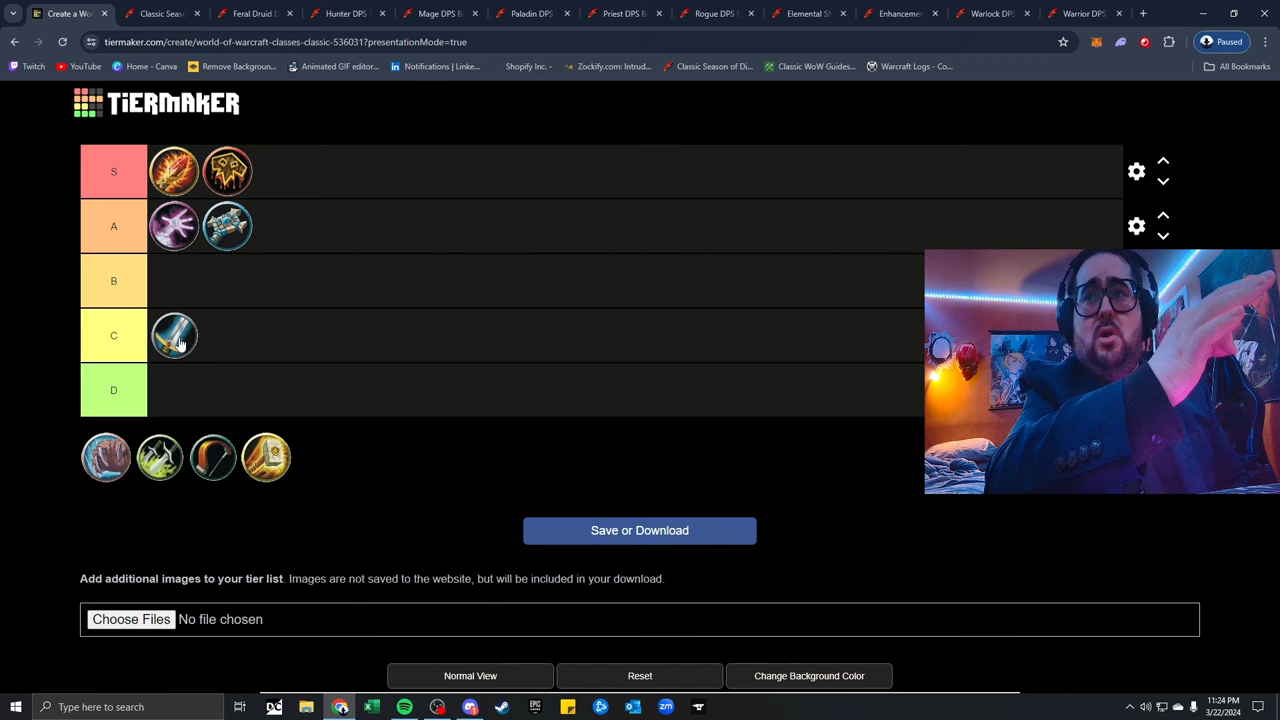 Create a Wo
Classic Seas
Feral Druid D
Hunter DPS
Mage DPS B
Paladin DPS
Priest DPS B
Rogue DPS
Elemental S
Enhancemen
Warlock DPS
Warrior DPS
tiermaker.com/create/world-of-warcraft-classes-classic-536031?presentationMode=true
Paused
Twitch
YouTube
Home - Canva
Remove Backgroun...
Animated GIF editor...
Notifications | Linke...
Shopify Inc. -
Zockify.com: Intrud...
Classic Season of Di...
Classic WoW Guides...
Warcraft Logs - Co...
All Bookmarks
TiERMAKER
S
A
B
C
D
Save or Download
Add additional images to your tier list. Images are not saved to the website, but will be included in your download.
Choose Files No file chosen
Normal View
Reset
Change Background Color
Type here to search
DC
EPIC
11:24 PM
3/22/2024